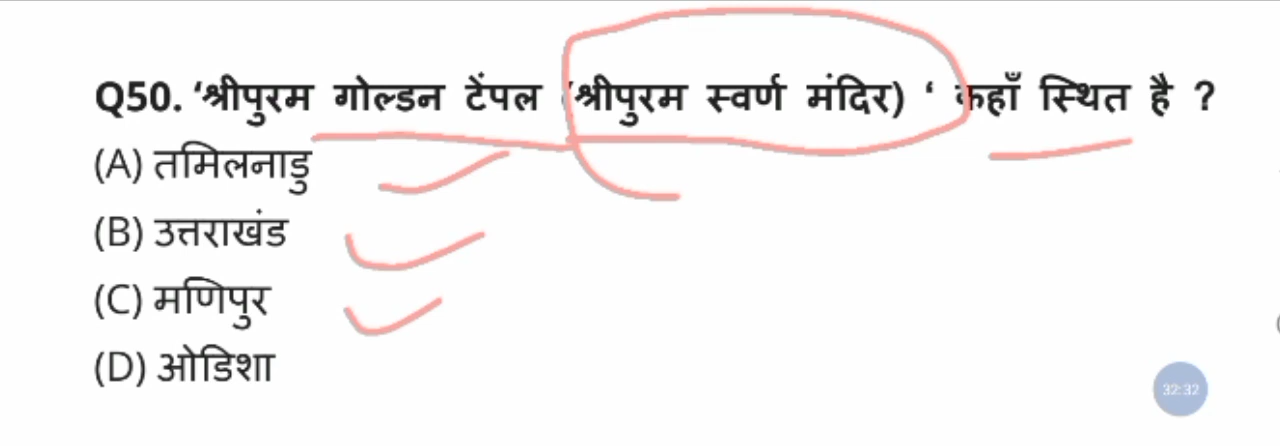 Q50. ‘श्रीपुरम गोल्डन टेंपल (श्रीपुरम स्वर्ण मंदिर) ‘ कहाँ स्थित है ?
(A) तमिलनाडु
(B) उत्तराखंड
(C) मणिपुर
(D) ओडिशा
32:32